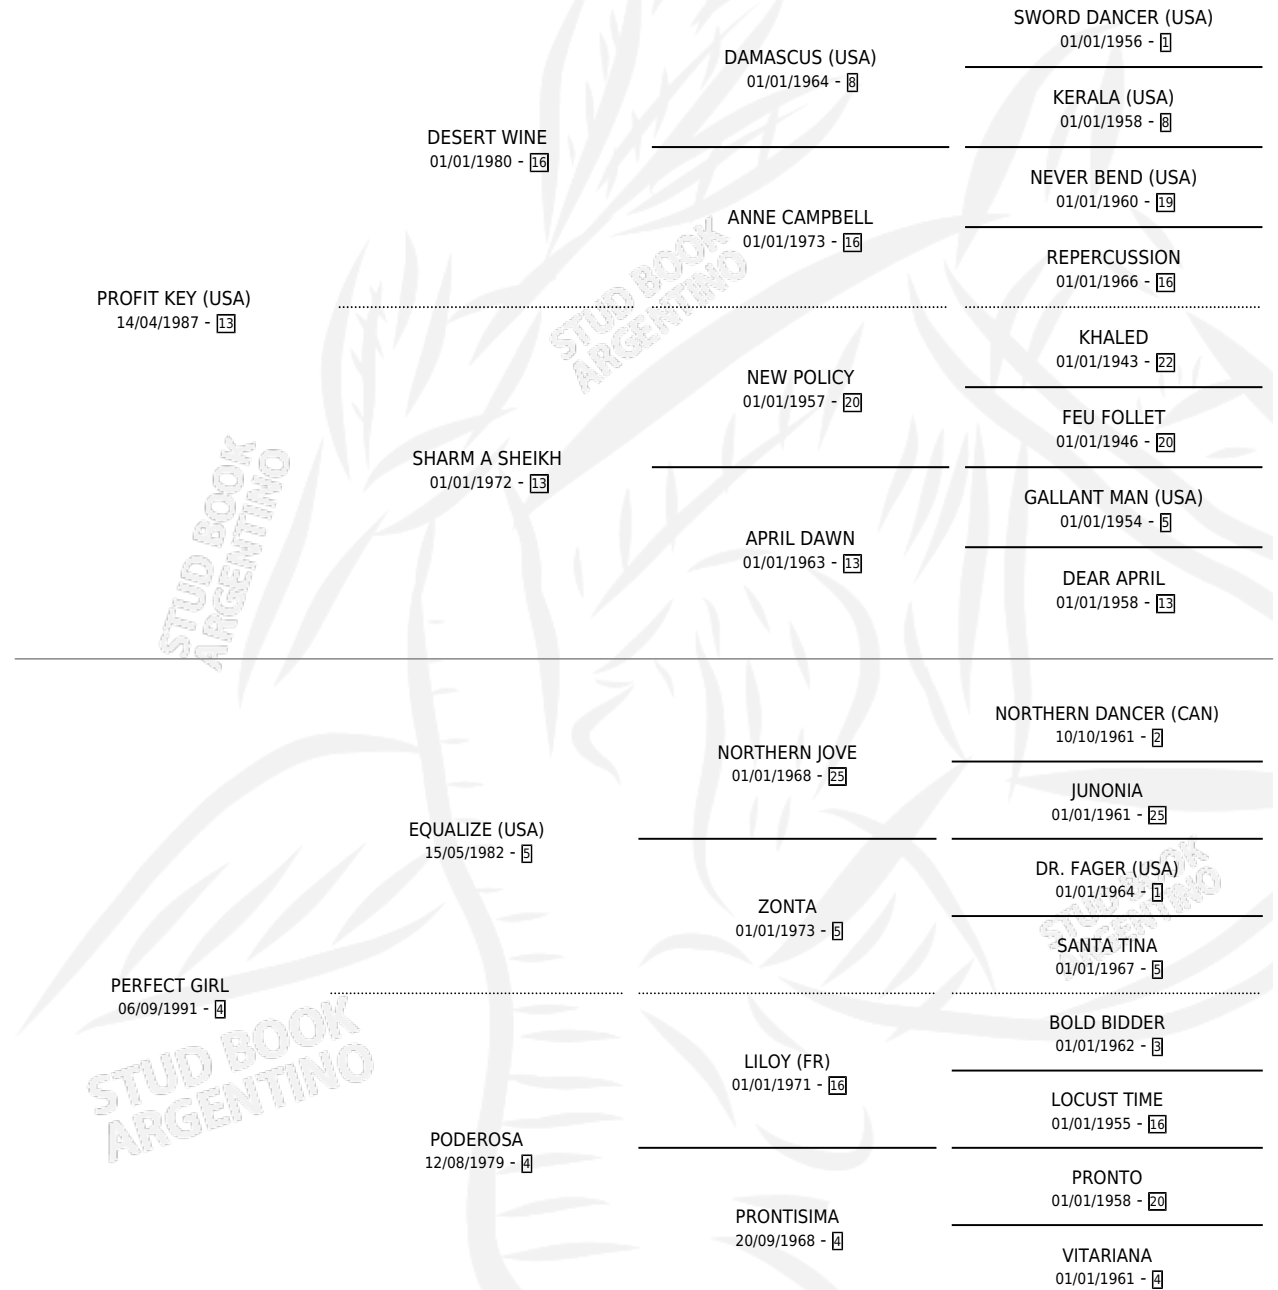 SWORD DANCER (USA)
01/01/1956 - 1
DAMASCUS (USA)
01/01/1964 - 8
KERALA (USA)
01/01/1958 - 8
DESERT WINE
01/01/1980 - 16
NEVER BEND (USA)
01/01/1960 - 19
ANNE CAMPBELL
01/01/1973 - 16
REPERCUSSION
01/01/1966 - 16
PROFIT KEY (USA)
14/04/1987 - 13
KHALED
01/01/1943 - 22
NEW POLICY
01/01/1957 - 20
FEU FOLLET
01/01/1946 - 20
SHARM A SHEIKH
01/01/1972 - 13
GALLANT MAN (USA)
01/01/1954 - 5
APRIL DAWN
01/01/1963 - 13
DEAR APRIL
01/01/1958 - 13
STUD BOOK
ARGENTINO
STUD BOOK
ARGENTINO
NORTHERN DANCER (CAN)
10/10/1961 - 2
NORTHERN JOVE
01/01/1968 - 25
JUNONIA
01/01/1961 - 25
EQUALIZE (USA)
15/05/1982 - 5
DR. FAGER (USA)
01/01/1964 - 1
ZONTA
01/01/1973 - 5
SANTA TINA
01/01/1967 - 5
PERFECT GIRL
06/09/1991 - 4
BOLD BIDDER
01/01/1962 - 3
LILOY (FR)
01/01/1971 - 16
LOCUST TIME
01/01/1955 - 16
PODEROSA
12/08/1979 - 4
PRONTO
01/01/1958 - 20
PRONTISIMA
20/09/1968 - 4
VITARIANA
01/01/1961 - 4
STUD BOOK
ARGENTINO
STUD BOOK
ARGENTINO